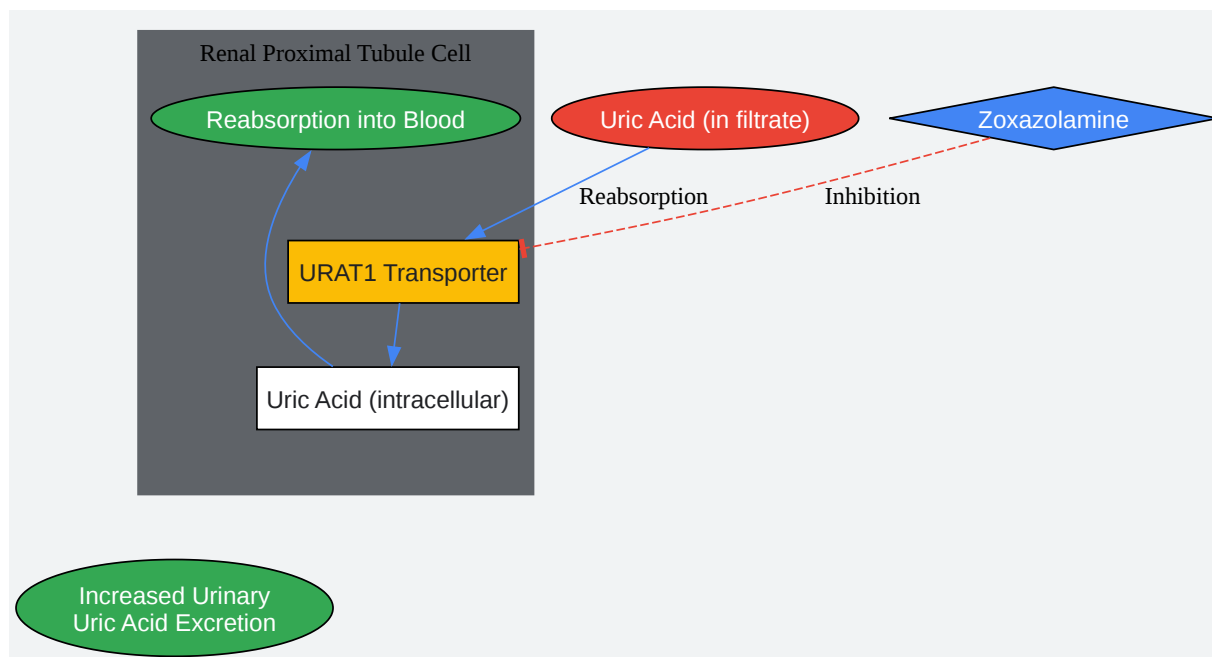 Renal Proximal Tubule Cell
Reabsorption into Blood
Uric Acid (in filtrate)
Zoxazolamine
Reabsorption
Inhibition
URAT1 Transporter
Uric Acid (intracellular)
Increased Urinary
Uric Acid Excretion